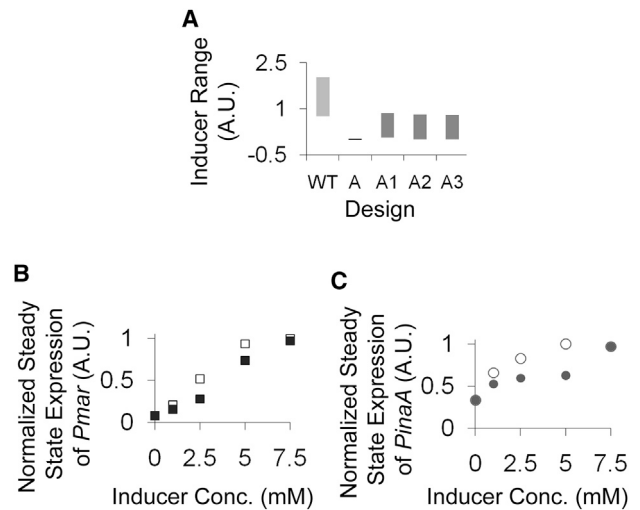 A
Inducer Range
(A.U.)
2.5
1
-0.5
WT A A1 A2 A3
Design
B
Normalized Steady
State Expression
of Pmar (A.U.)
1
0.5
0
0 2.5 5 7.5
Inducer Conc. (mM)
C
Normalized Steady
State Expression
of PinaA (A.U.)
1
0.5
0
0 2.5 5 7.5
Inducer Conc. (mM)